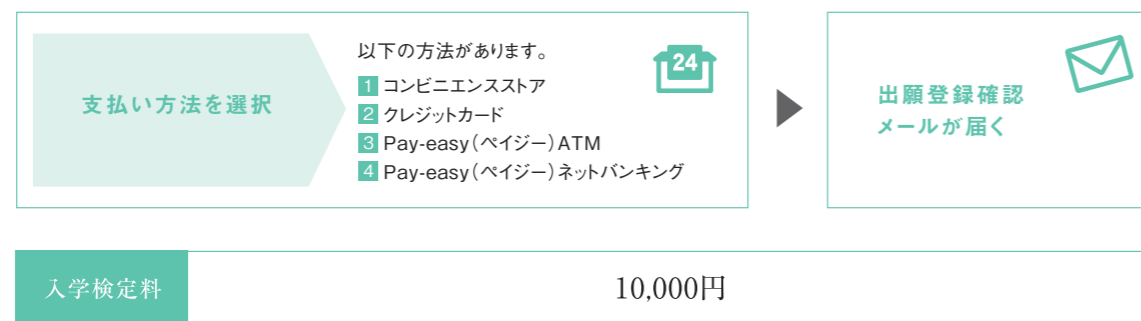 支払い方法を選択
以下の方法があります。
1 コンビニエンスストア
2 クレジットカード
3 Pay-easy（ペイジー）ATM
4 Pay-easy（ペイジー）ネットバンキング
24
出願登録確認
メールが届く
入学検定料
10,000円